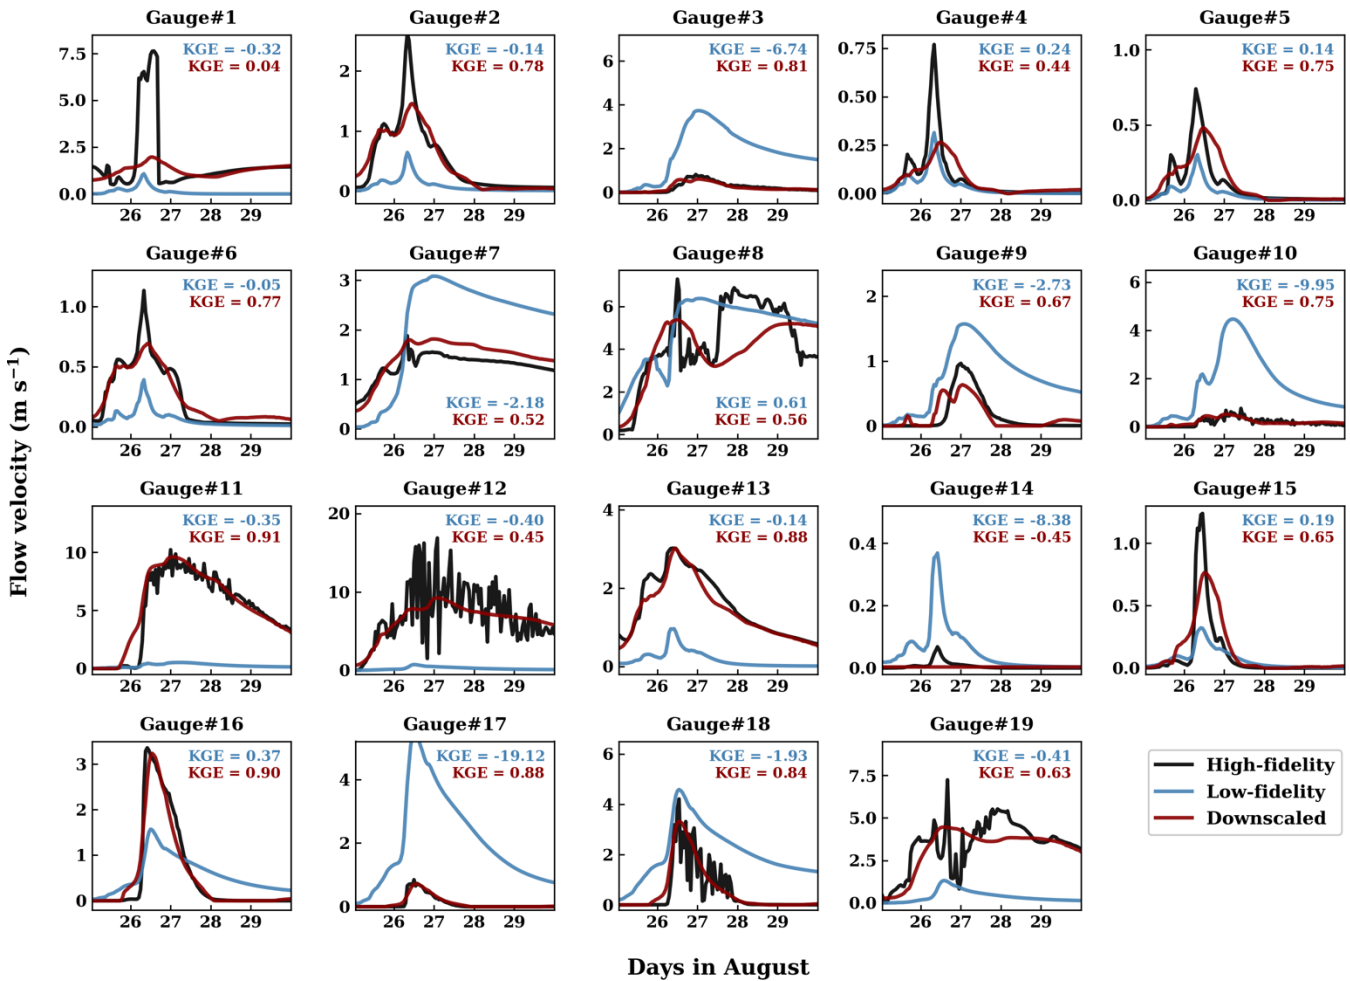 Gauge#1
Gauge#2
Gauge#3
Gauge#4
Gauge#5
KGE = -0.32
KGE = 0.04
7.5
5.0
2.5
0.0
26 27 28 29
KGE = -0.14
KGE = 0.78
2
1
0
26 27 28 29
KGE = -6.74
KGE = 0.81
6
4
2
0
26 27 28 29
KGE = 0.24
KGE = 0.44
0.75
0.50
0.25
0.00
26 27 28 29
KGE = 0.14
KGE = 0.75
1.0
0.5
0.0
26 27 28 29
Gauge#6
Gauge#7
Gauge#8
Gauge#9
Gauge#10
KGE = -0.05
KGE = 0.77
1.0
0.5
0.0
26 27 28 29
3
2
1
0
KGE = -2.18
KGE = 0.52
26 27 28 29
6
4
2
0
KGE = 0.61
KGE = 0.56
26 27 28 29
KGE = -2.73
KGE = 0.67
2
1
0
26 27 28 29
KGE = -9.95
KGE = 0.75
6
4
2
0
26 27 28 29
Flow velocity (m s⁻¹)
Gauge#11
Gauge#12
Gauge#13
Gauge#14
Gauge#15
KGE = -0.35
KGE = 0.91
10
5
0
26 27 28 29
KGE = -0.40
KGE = 0.45
20
10
0
26 27 28 29
KGE = -0.14
KGE = 0.88
4
2
0
26 27 28 29
KGE = -8.38
KGE = -0.45
0.4
0.2
0.0
26 27 28 29
KGE = 0.19
KGE = 0.65
1.0
0.5
0.0
26 27 28 29
Gauge#16
Gauge#17
Gauge#18
Gauge#19
KGE = 0.37
KGE = 0.90
3
2
1
0
26 27 28 29
KGE = -19.12
KGE = 0.88
4
2
0
26 27 28 29
KGE = -1.93
KGE = 0.84
6
4
2
0
26 27 28 29
KGE = -0.41
KGE = 0.63
7.5
5.0
2.5
0.0
26 27 28 29
High-fidelity
Low-fidelity
Downscaled
Days in August